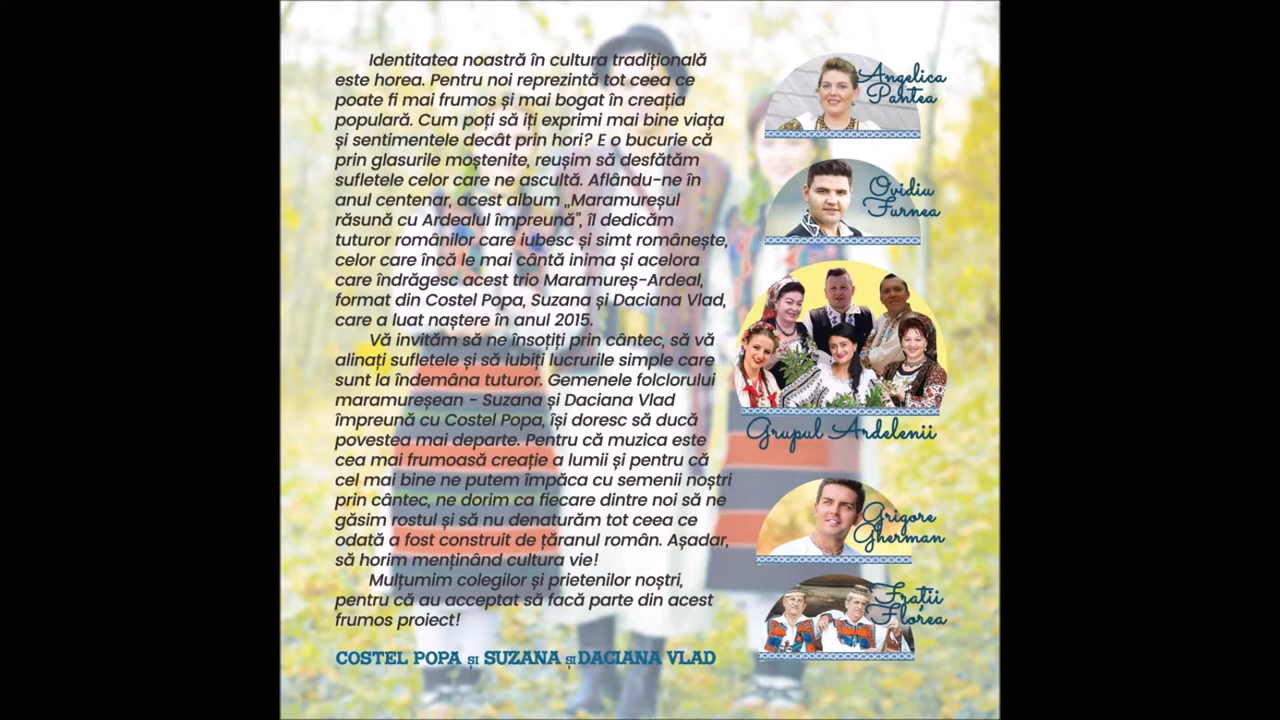 Identitatea noastră în cultura tradițională
este horea. Pentru noi reprezintă tot ceea ce
poate fi mai frumos și mai bogat în creația
populară. Cum poți să iți exprimi mai bine viața
și sentimentele decât prin hori? E o bucurie că
prin glasurile moștenite, reușim să desfătăm
sufletele celor care ne ascultă. Aflându-ne în
anul centenar, acest album „Maramureșul
răsună cu Ardealul împreună”, îl dedicăm
tuturor românilor care iubesc și simt românește,
celor care încă le mai cântă inima și acelora
care îndrăgesc acest trio Maramureș-Ardeal,
format din Costel Popa, Suzana și Daciana Vlad,
care a luat naștere în anul 2015.
Vă invităm să ne însoțiți prin cântec, să vă
alinați sufletele și să iubiți lucrurile simple care
sunt la îndemâna tuturor. Gemenele folclorului
maramureșean - Suzana și Daciana Vlad
împreună cu Costel Popa, își doresc să ducă
povestea mai departe. Pentru că muzica este
cea mai frumoasă creație a lumii și pentru că
cel mai bine ne putem împăca cu semenii noștri
prin cântec, ne dorim ca fiecare dintre noi să ne
găsim rostul și să nu denaturăm tot ceea ce
odată a fost construit de țăranul român. Așadar,
să horim menținând cultura vie!
Mulțumim colegilor și prietenilor noștri,
pentru că au acceptat să facă parte din acest
frumos proiect!
COSTEL POPA și SUZANA și DACIANA VLAD
Angelica
Pantea
Ovidiu
Furnea
Grupul Ardelenii
Grigore
Gherman
Frații
Florea